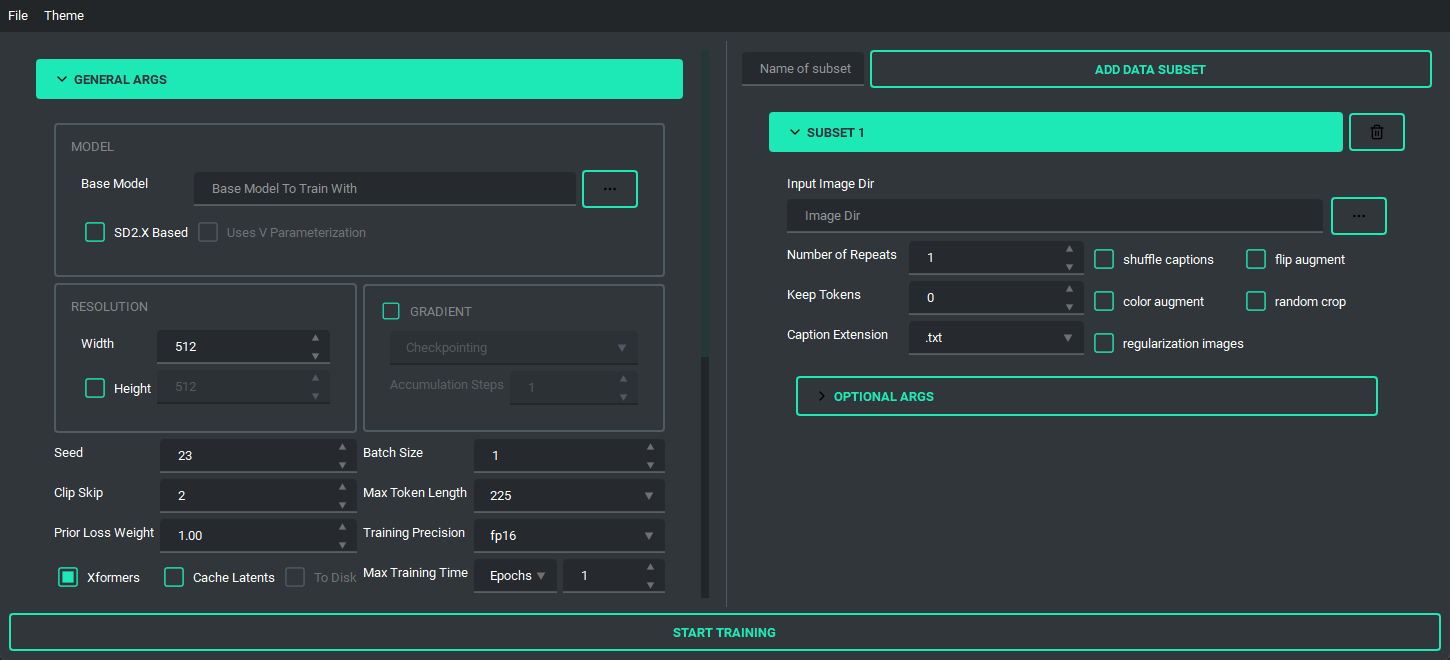 File Theme
GENERAL ARGS
MODEL
Base Model Base Model To Train With ...
SD2.X Based Uses V Parameterization
RESOLUTION
Width 512
Height 512
GRADIENT
Checkpointing
Accumulation Steps 1
Seed 23 Batch Size 1
Clip Skip 2 Max Token Length 225
Prior Loss Weight 1.00 Training Precision fp16
Xformers Cache Latents To Disk Max Training Time Epochs 1
Name of subset ADD DATA SUBSET
SUBSET 1
Input Image Dir
Image Dir ...
Number of Repeats 1 shuffle captions flip augment
Keep Tokens 0 color augment random crop
Caption Extension .txt regularization images
OPTIONAL ARGS
START TRAINING